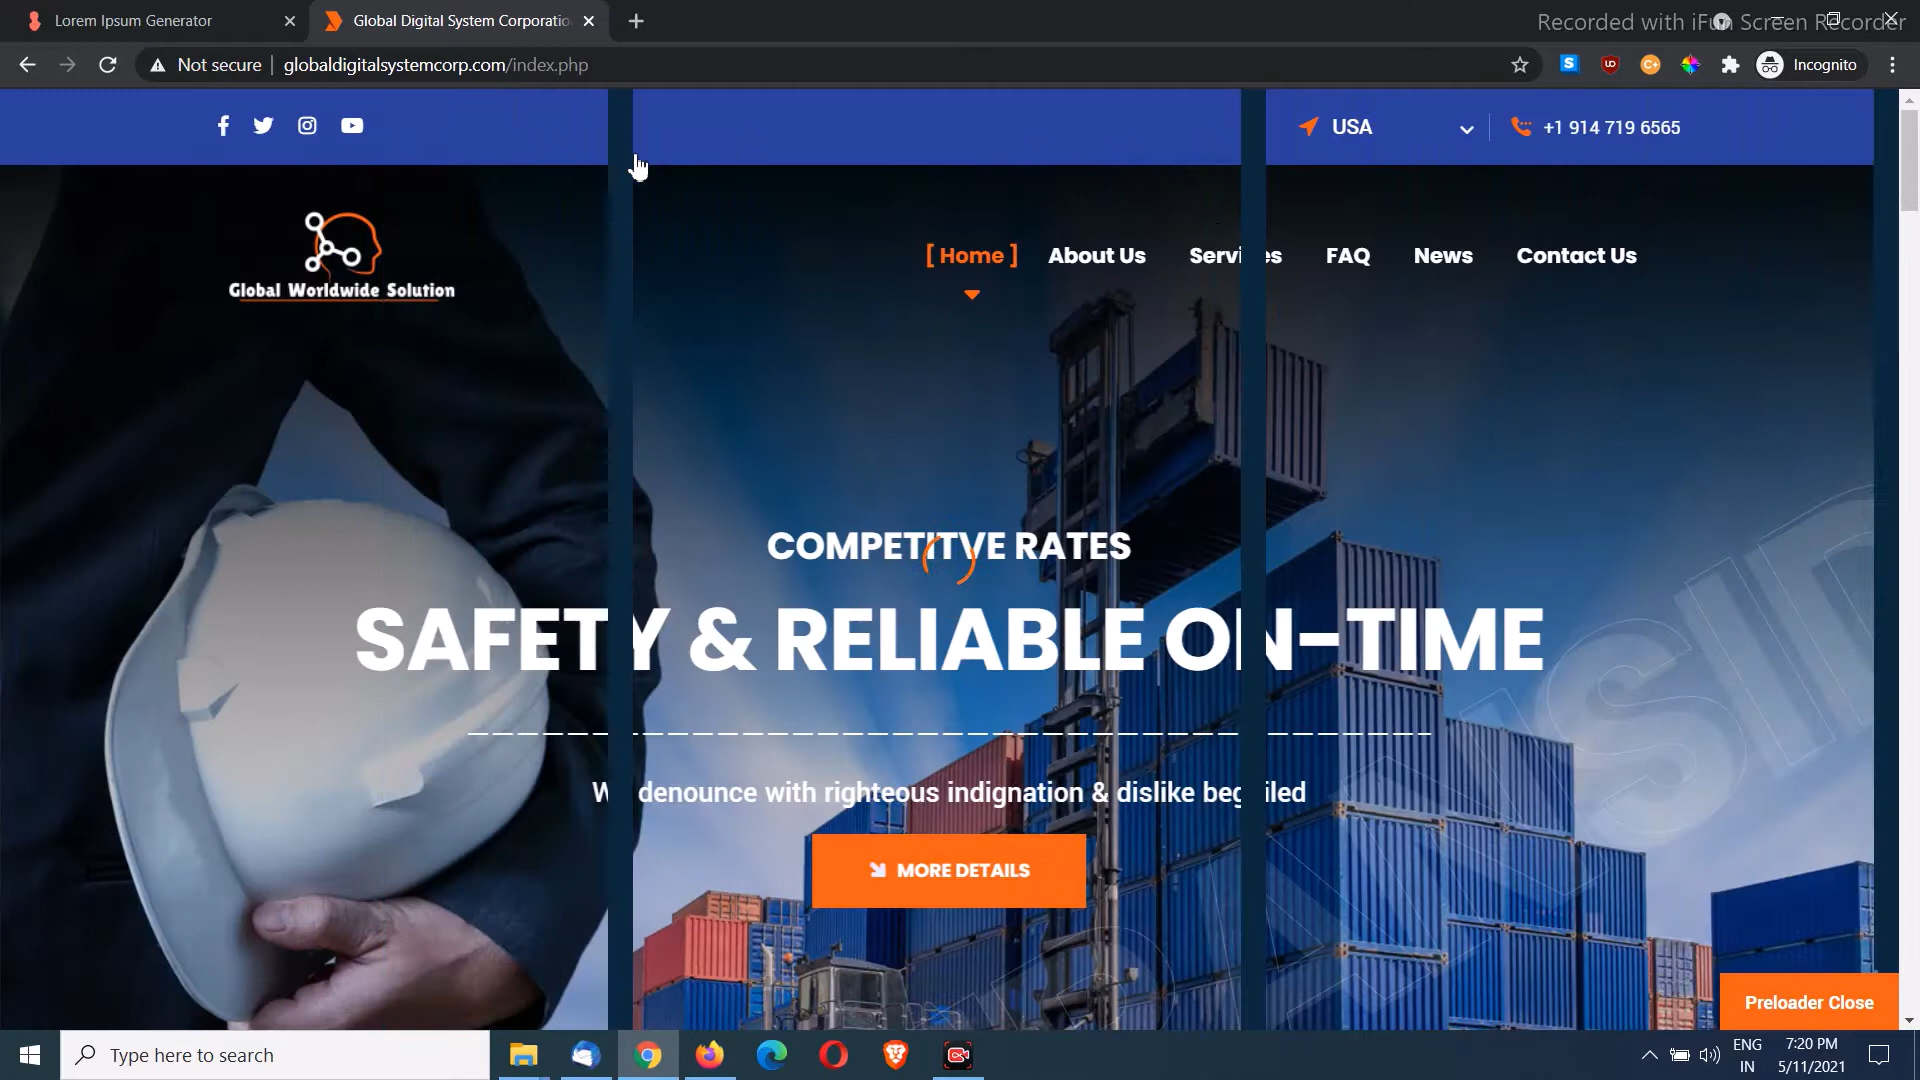 Lorem Ipsum Generator
Global Digital System Corporatio
Recorded with iFun Screen Recorder
Not secure
globaldigitalsystemcorp.com/index.php
Incognito
USA
+1 914 719 6565
Global Worldwide Solution
[ Home ]
About Us
Services
FAQ
News
Contact Us
COMPETITVE RATES
SAFETY & RELIABLE ON-TIME
We denounce with righteous indignation & dislike beguiled
MORE DETAILS
Preloader Close
Type here to search
ENG
IN
7:20 PM
5/11/2021